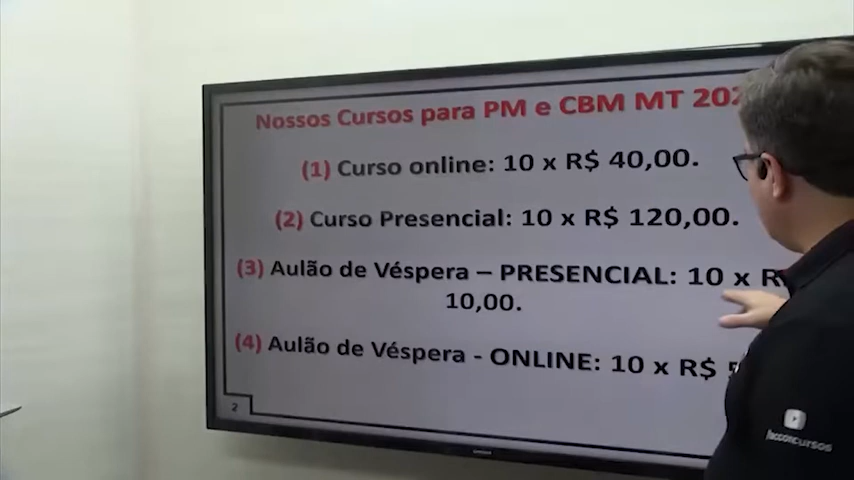 Nossos Cursos para PM e CBM MT
(1) Curso online: 10 x R$ 40,00.
(2) Curso Presencial: 10 x R$ 120,00.
(3) Aulão de Véspera – PRESENCIAL: 10 x
10,00.
(4) Aulão de Véspera - ONLINE: 10 x R$
2